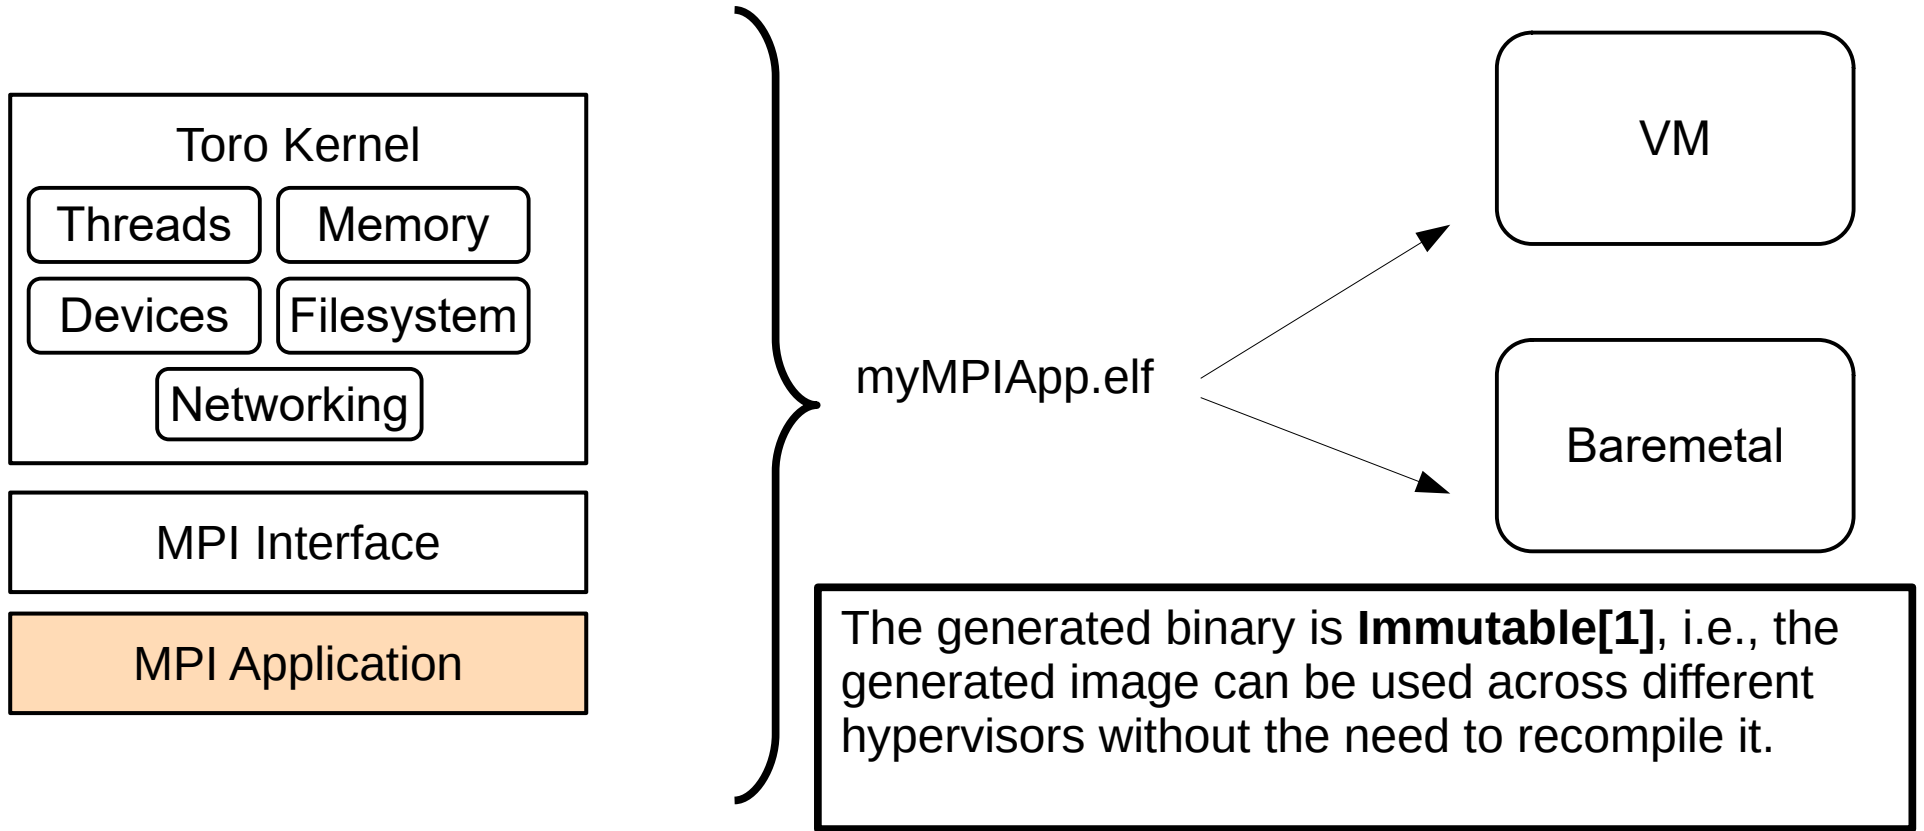 Toro Kernel
Threads
Memory
Devices
Filesystem
Networking
MPI Interface
MPI Application
myMPIApp.elf
VM
Baremetal
The generated binary is Immutable[1], i.e., the
generated image can be used across different
hypervisors without the need to recompile it.